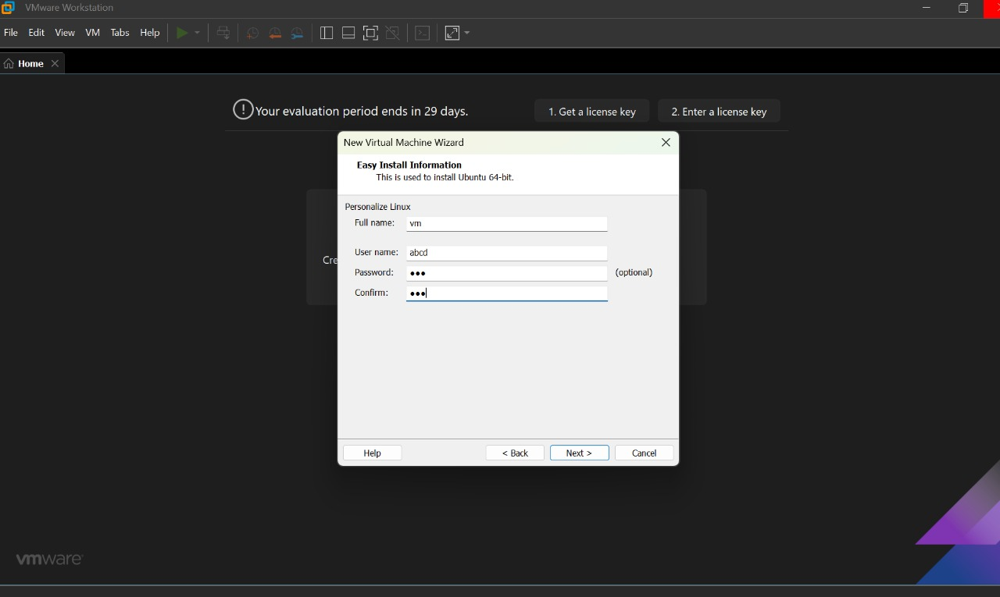 VMware Workstation
File Edit View VM Tabs Help
Home
! Your evaluation period ends in 29 days. 1. Get a license key 2. Enter a license key
New Virtual Machine Wizard
Easy Install Information
This is used to install Ubuntu 64-bit.
Personalize Linux
Full name: vm
User name: abcd
Cre
Password: ●●● (optional)
Confirm: ●●●
Help < Back Next > Cancel
vmware®